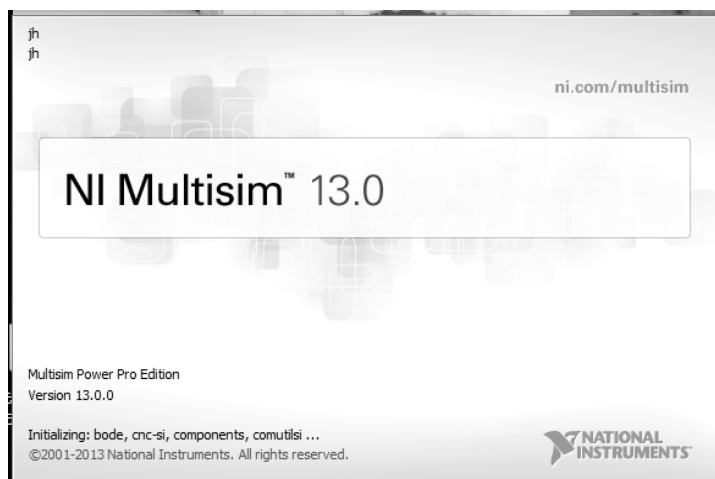 jh
jh
ni.com/multisim
NI Multisim™ 13.0
Multisim Power Pro Edition
Version 13.0.0
Initializing: bode, cnc-si, components, comutilsi ...
©2001-2013 National Instruments. All rights reserved.
NATIONAL
INSTRUMENTS™